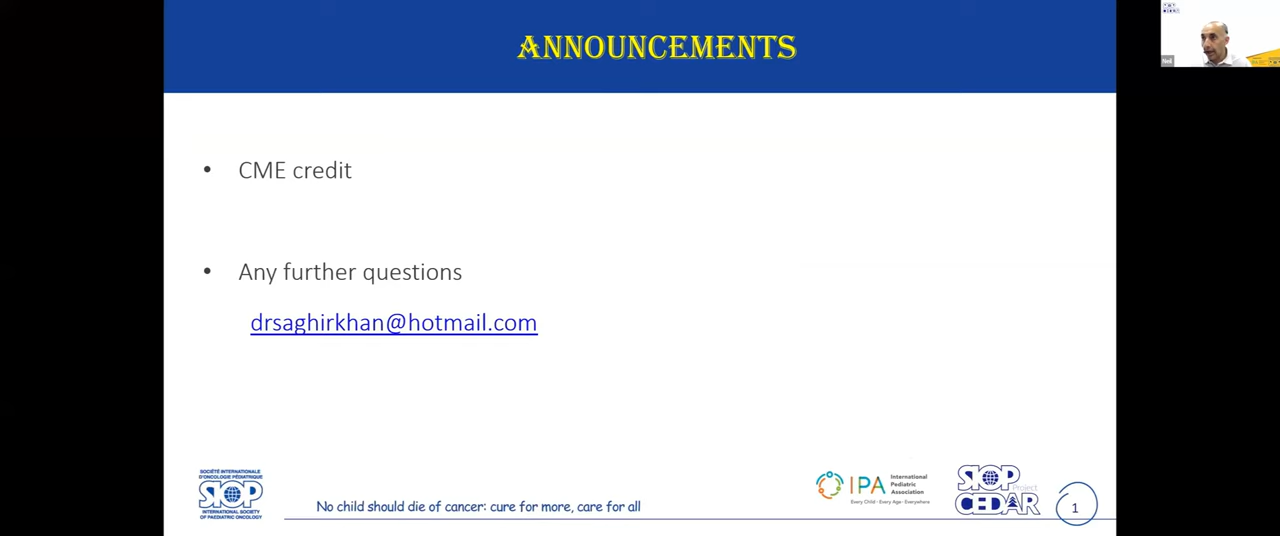 ANNOUNCEMENTS
Neil
• CME credit
• Any further questions
drsaghirkhan@hotmail.com
SOCIÉTÉ INTERNATIONALE
D'ONCOLOGIE PÉDIATRIQUE
SIOP
INTERNATIONAL SOCIETY
OF PAEDIATRIC ONCOLOGY
No child should die of cancer: cure for more, care for all
IPA
International
Pediatric
Association
Every Child - Every Age - Everywhere
SIOP Project
CEDAR
1